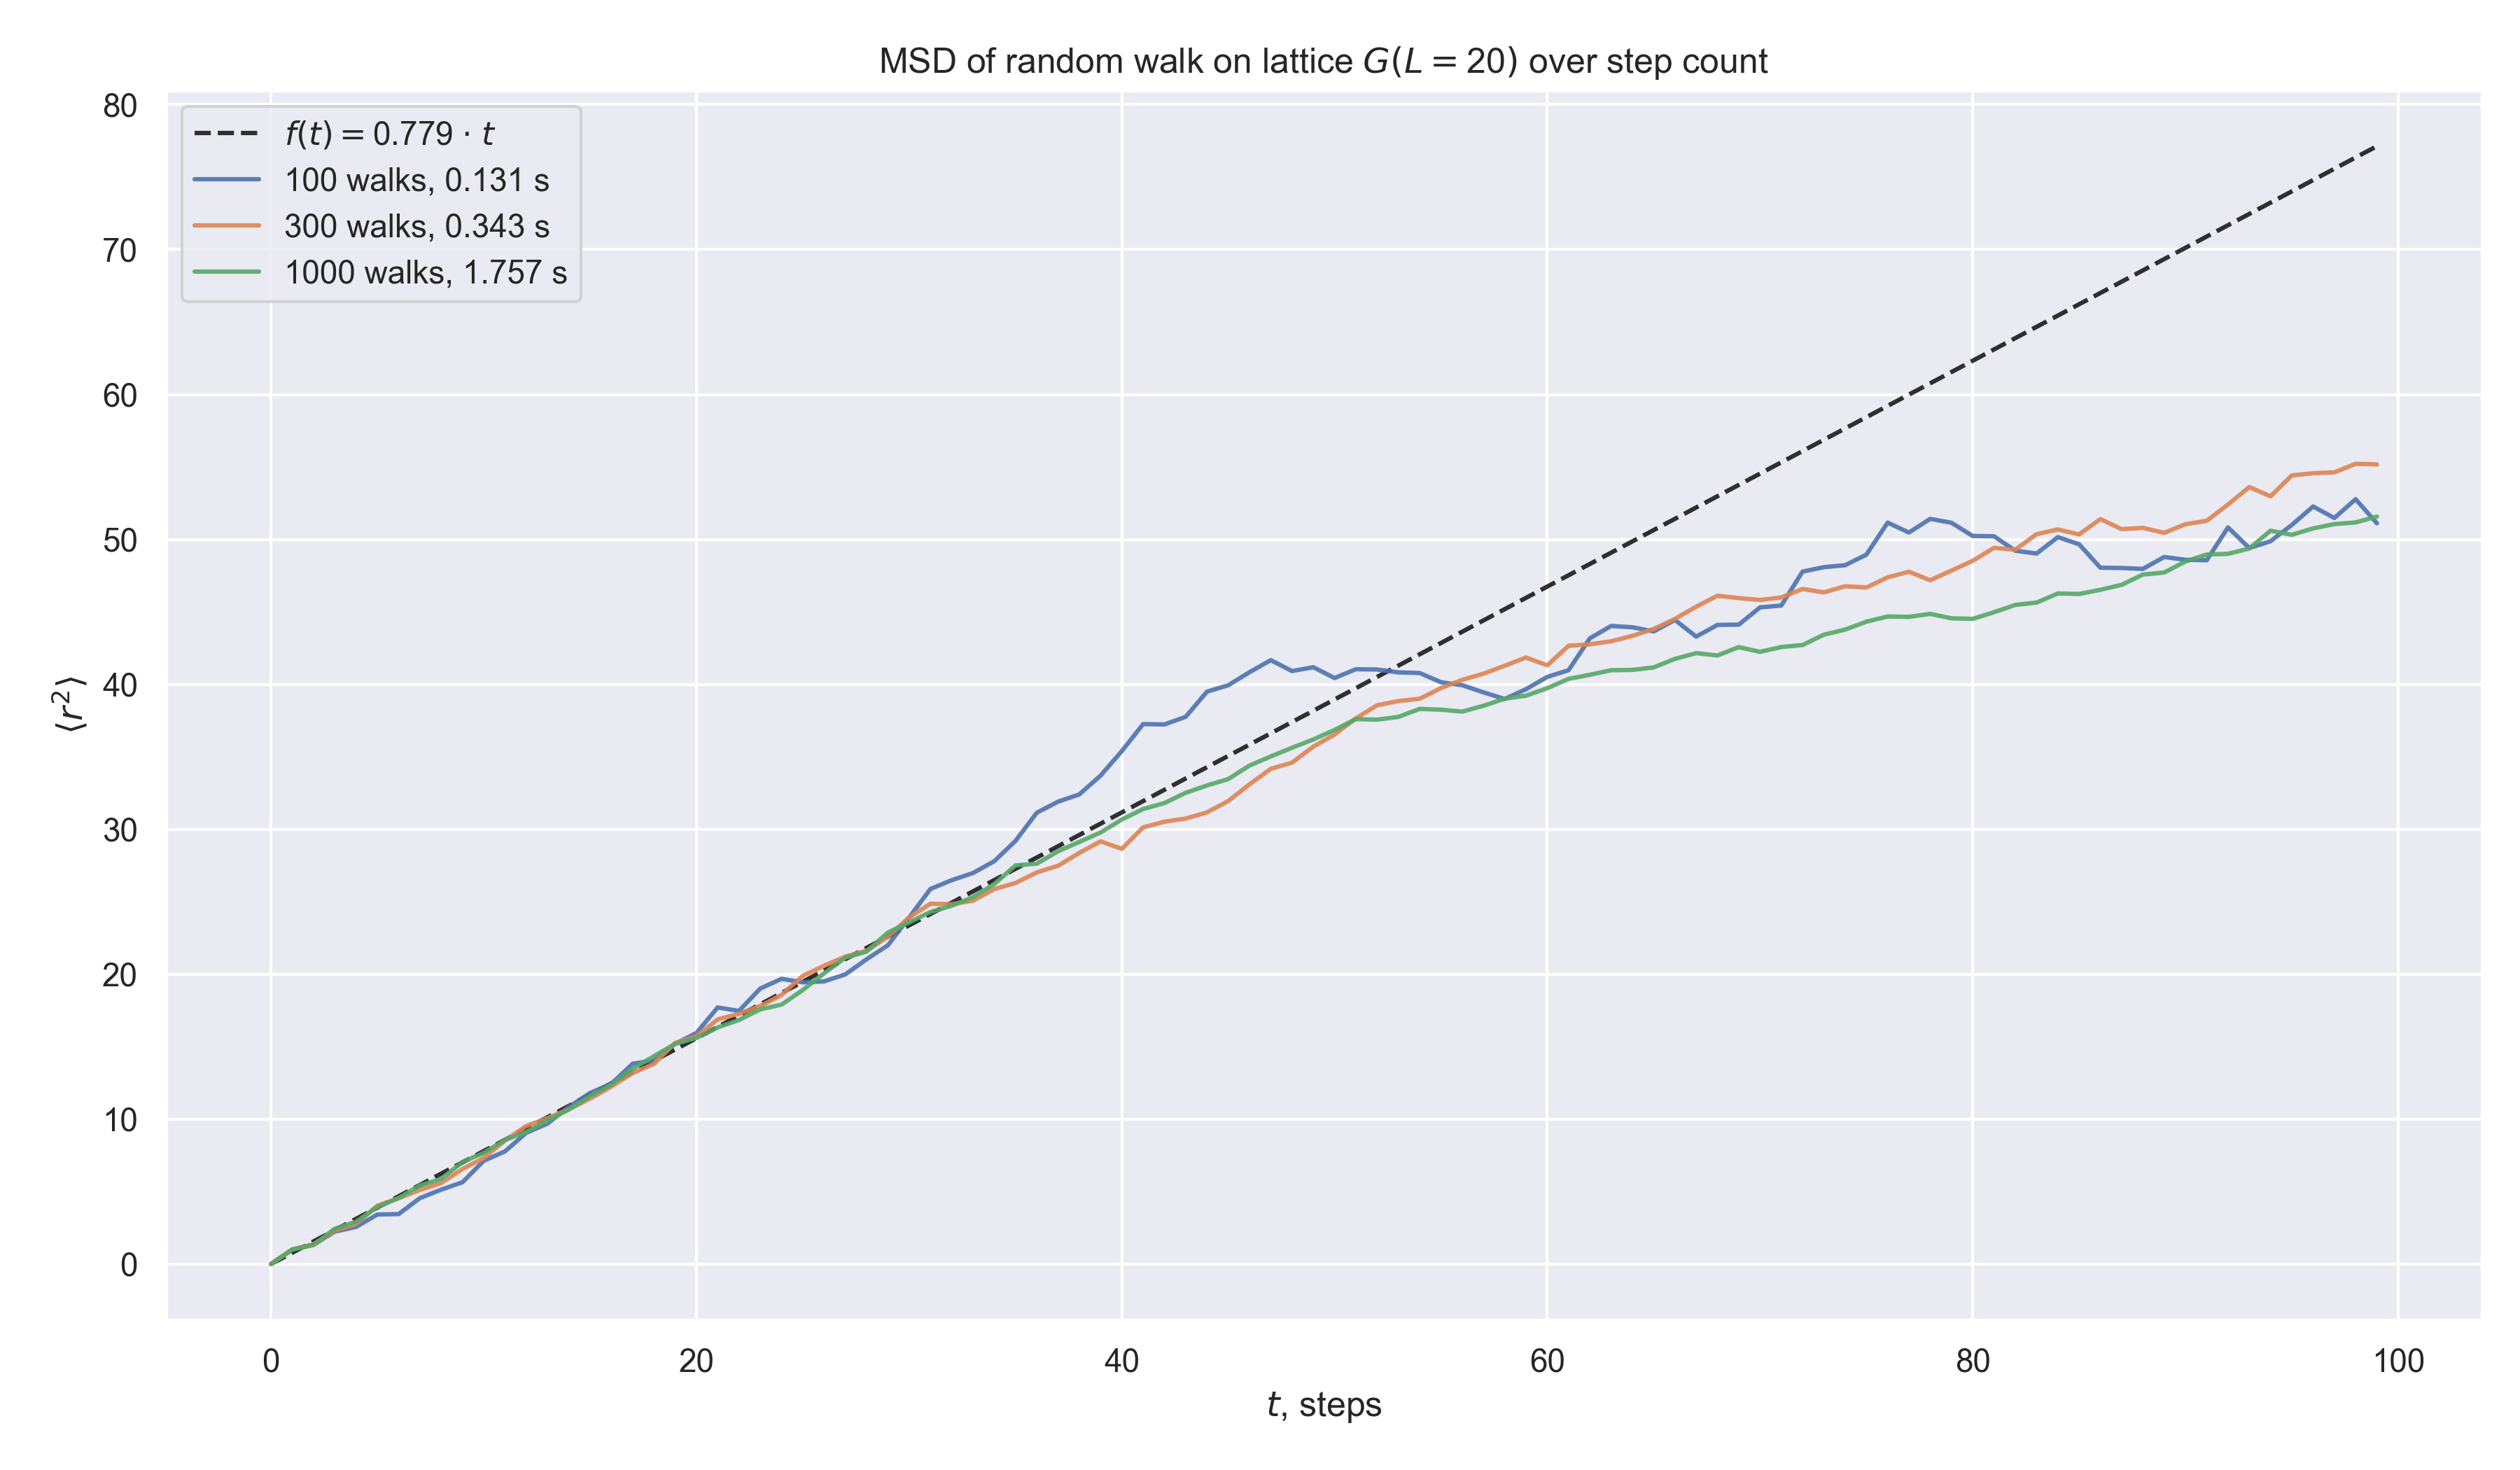 MSD of random walk on lattice G(L = 20) over step count
f(t) = 0.779 · t
100 walks, 0.131 s
300 walks, 0.343 s
1000 walks, 1.757 s
80
70
60
50
40
30
20
10
0
⟨r²⟩
0 20 40 60 80 100
t, steps